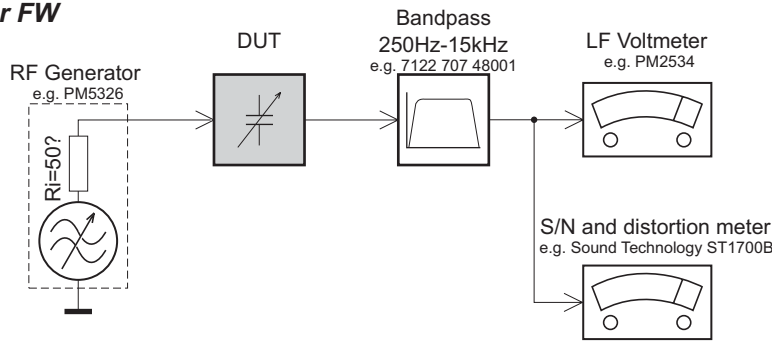 r FW
DUT
Bandpass
250Hz-15kHz
e.g. 7122 707 48001
LF Voltmeter
e.g. PM2534
RF Generator
e.g. PM5326
Ri=50?
S/N and distortion meter
e.g. Sound Technology ST1700B